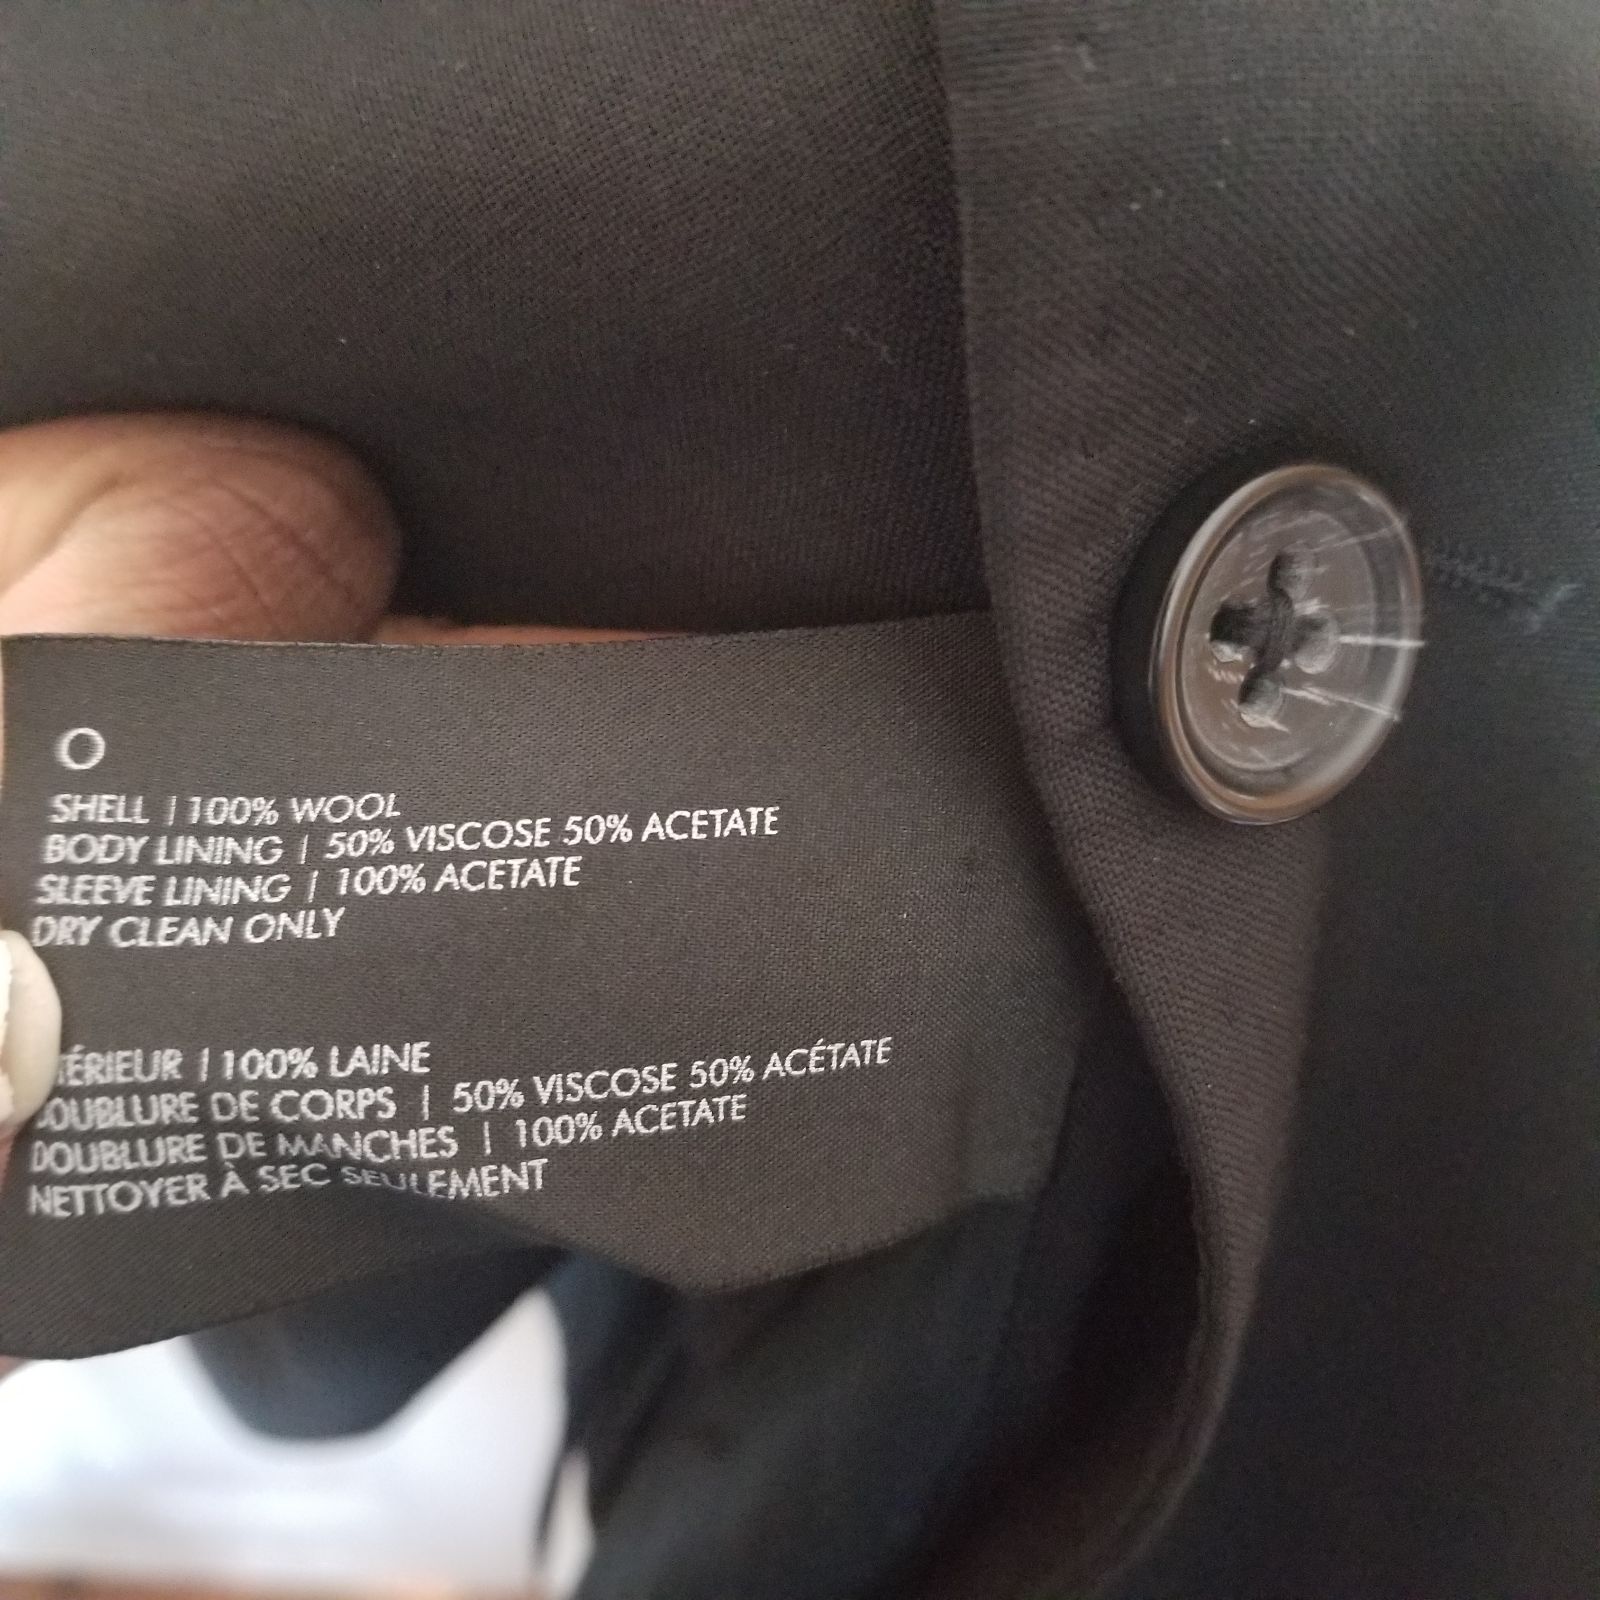 O
SHELL | 100% WOOL
BODY LINING | 50% VISCOSE 50% ACETATE
SLEEVE LINING | 100% ACETATE
DRY CLEAN ONLY
TÉRIEUR | 100% LAINE
DOUBLURE DE CORPS | 50% VISCOSE 50% ACÉTATE
DOUBLURE DE MANCHES | 100% ACETATE
NETTOYER À SEC SEULEMENT